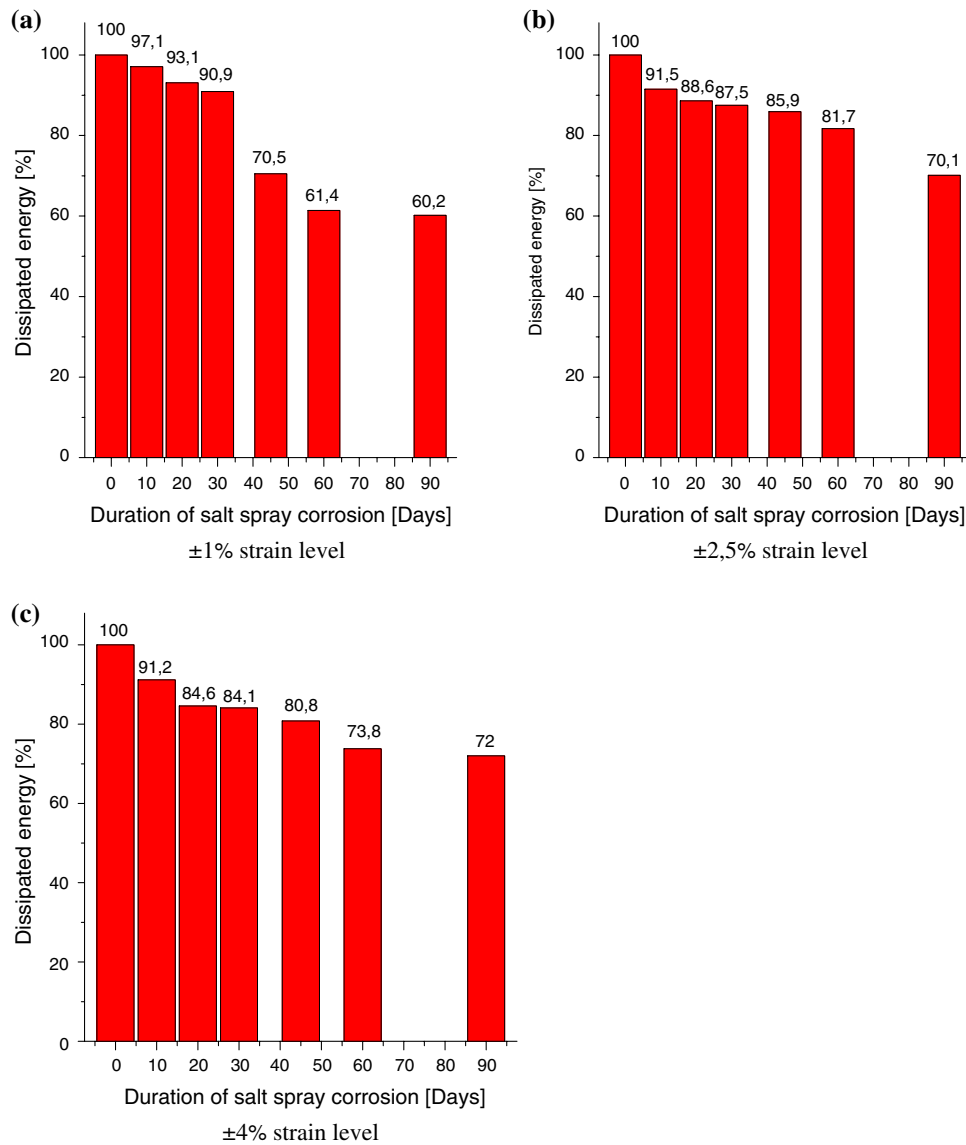 (a)
100
97,1
93,1
90,9
70,5
61,4
60,2
100
80
60
40
20
0
Dissipated energy [%]
0 10 20 30 40 50 60 70 80 90
Duration of salt spray corrosion [Days]
±1% strain level
(b)
100
91,5
88,6
87,5
85,9
81,7
70,1
100
80
60
40
20
0
Dissipated energy [%]
0 10 20 30 40 50 60 70 80 90
Duration of salt spray corrosion [Days]
±2,5% strain level
(c)
100
91,2
84,6
84,1
80,8
73,8
72
100
80
60
40
20
0
Dissipated energy [%]
0 10 20 30 40 50 60 70 80 90
Duration of salt spray corrosion [Days]
±4% strain level